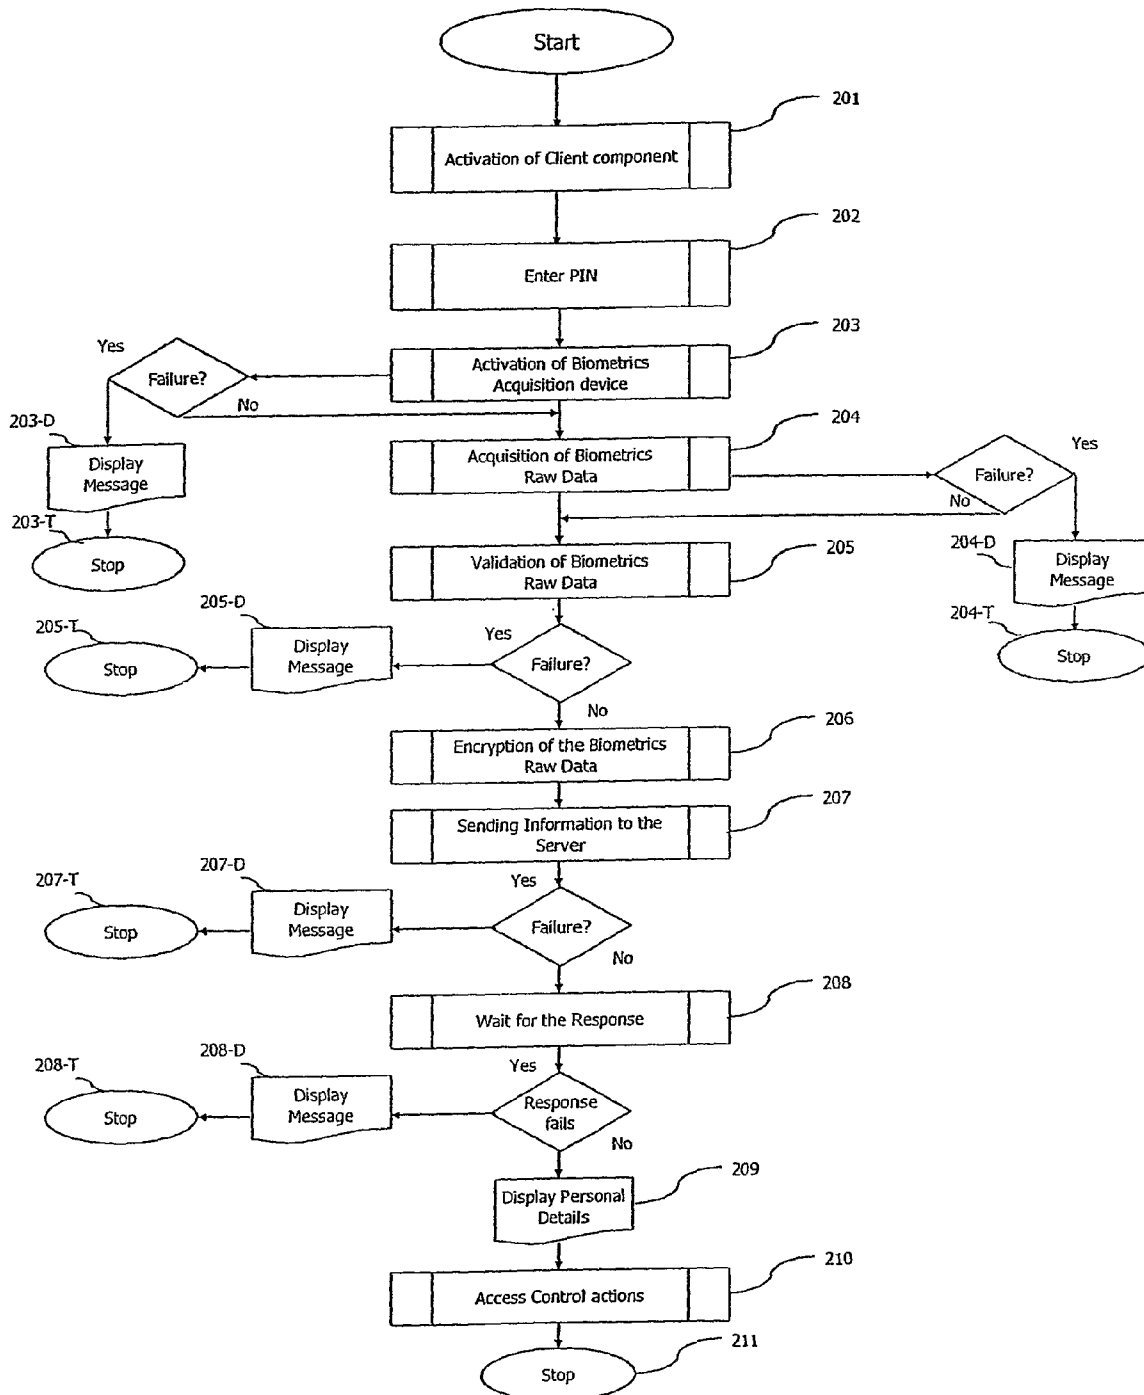 Start
201
Activation of Client component
202
Enter PIN
203
Activation of Biometrics
Acquisition device
Yes
Failure?
No
203-D
Display
Message
203-T
Stop
204
Acquisition of Biometrics
Raw Data
Yes
Failure?
No
204-D
Display
Message
204-T
Stop
205
Validation of Biometrics
Raw Data
Yes
Failure?
No
205-D
Display
Message
205-T
Stop
206
Encryption of the Biometrics
Raw Data
207
Sending Information to the
Server
Yes
Failure?
No
207-D
Display
Message
207-T
Stop
208
Wait for the Response
Yes
Response
fails
No
208-D
Display
Message
208-T
Stop
209
Display Personal
Details
210
Access Control actions
211
Stop